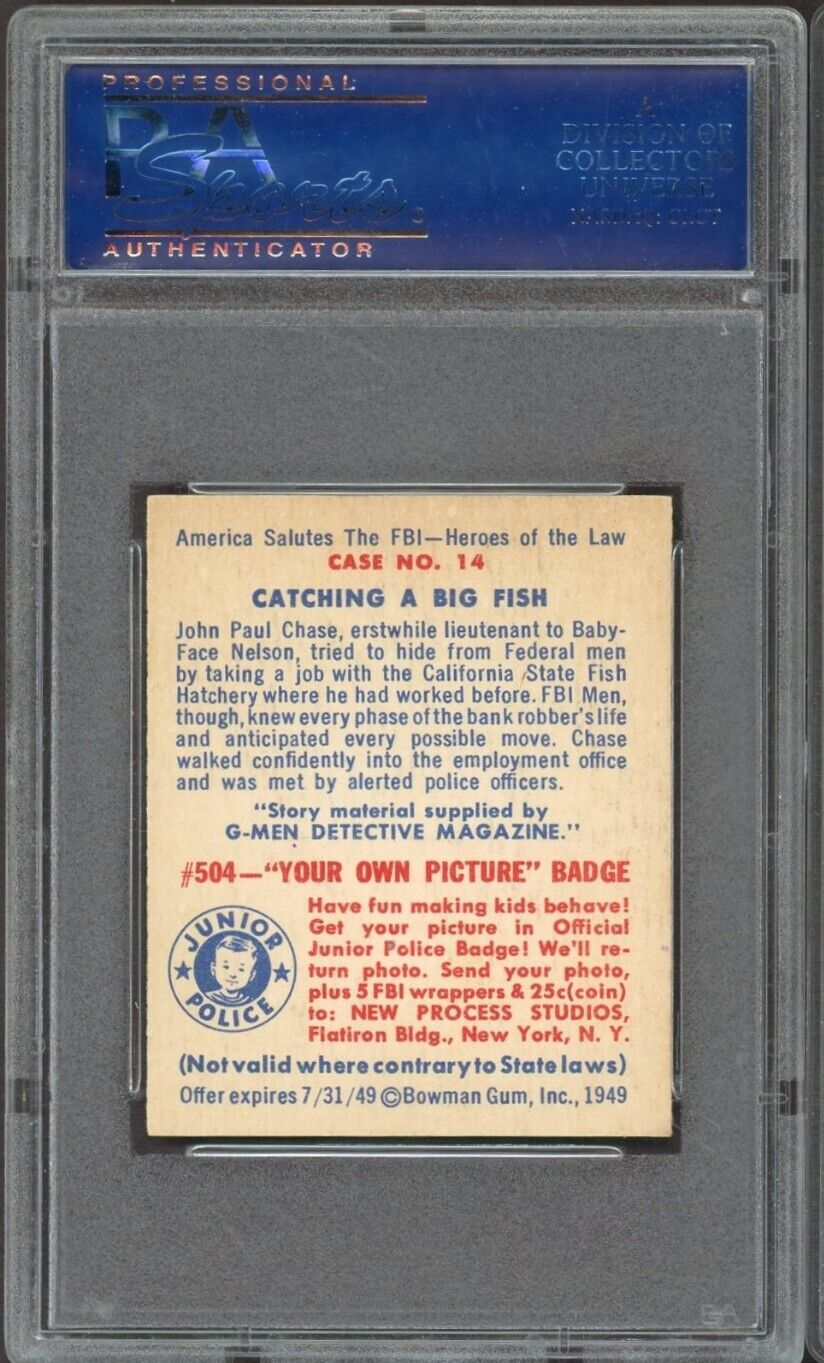 PROFESSIONAL
PSA
Sports
AUTHENTICATOR
A
DIVISION OF
COLLECTORS
UNIVERSE
NASDAQ: CLCT
America Salutes The FBI—Heroes of the Law
CASE NO. 14
CATCHING A BIG FISH
John Paul Chase, erstwhile lieutenant to Baby-
Face Nelson, tried to hide from Federal men
by taking a job with the California State Fish
Hatchery where he had worked before. FBI Men,
though, knew every phase of the bank robber's life
and anticipated every possible move. Chase
walked confidently into the employment office
and was met by alerted police officers.
"Story material supplied by
G-MEN DETECTIVE MAGAZINE."
#504—"YOUR OWN PICTURE" BADGE
JUNIOR
POLICE
Have fun making kids behave!
Get your picture in Official
Junior Police Badge! We'll re-
turn photo. Send your photo,
plus 5 FBI wrappers & 25c(coin)
to: NEW PROCESS STUDIOS,
Flatiron Bldg., New York, N. Y.
(Not valid where contrary to State laws)
Offer expires 7/31/49 ©Bowman Gum, Inc., 1949
PSA